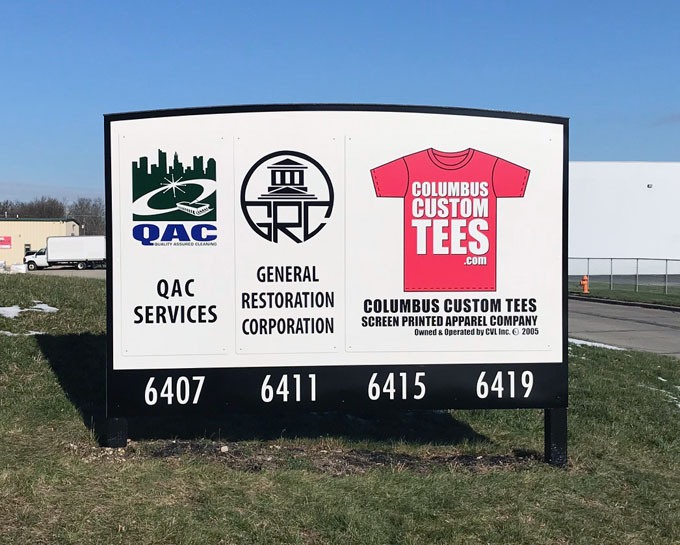 QAC
QUALITY ASSURED CLEANING
QAC
SERVICES
GRC
GENERAL
RESTORATION
CORPORATION
COLUMBUS
CUSTOM
TEES
.com
COLUMBUS CUSTOM TEES
SCREEN PRINTED APPAREL COMPANY
Owned & Operated by CVL Inc. © 2005
6407 6411 6415 6419